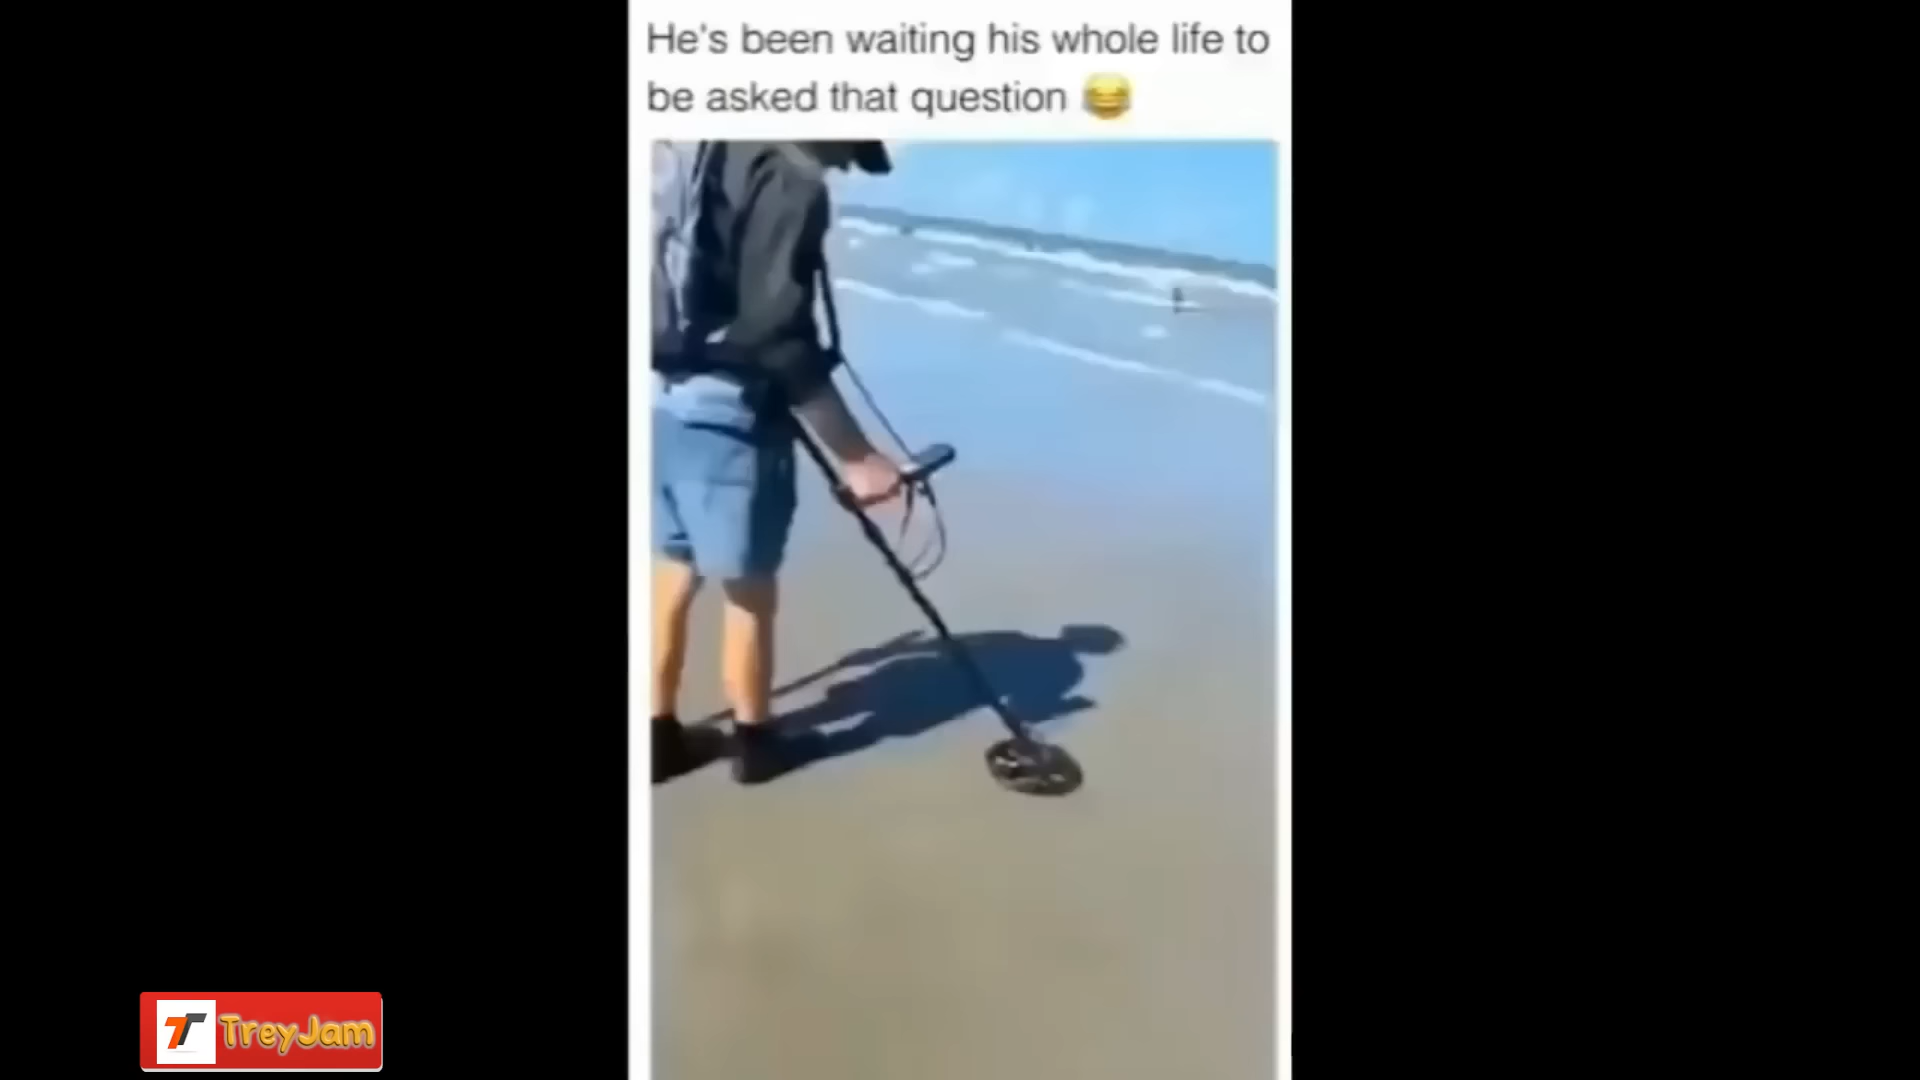 He's been waiting his whole life to
be asked that question 😂
TreyJam